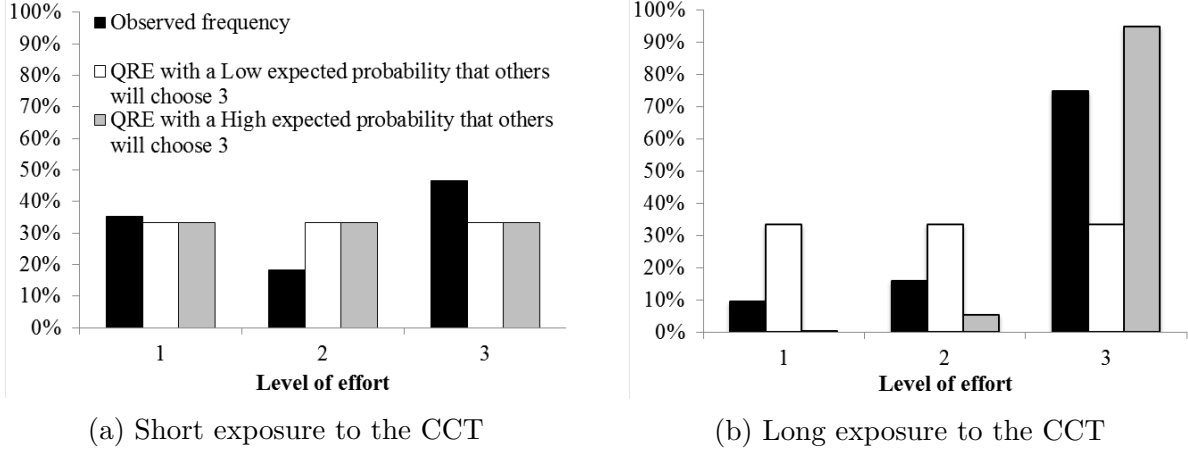 100%
90%
80%
70%
60%
50%
40%
30%
20%
10%
0%
Observed frequency
QRE with a Low expected probability that others
will choose 3
QRE with a High expected probability that others
will choose 3
1 2 3
Level of effort
(a) Short exposure to the CCT
100%
90%
80%
70%
60%
50%
40%
30%
20%
10%
0%
1 2 3
Level of effort
(b) Long exposure to the CCT